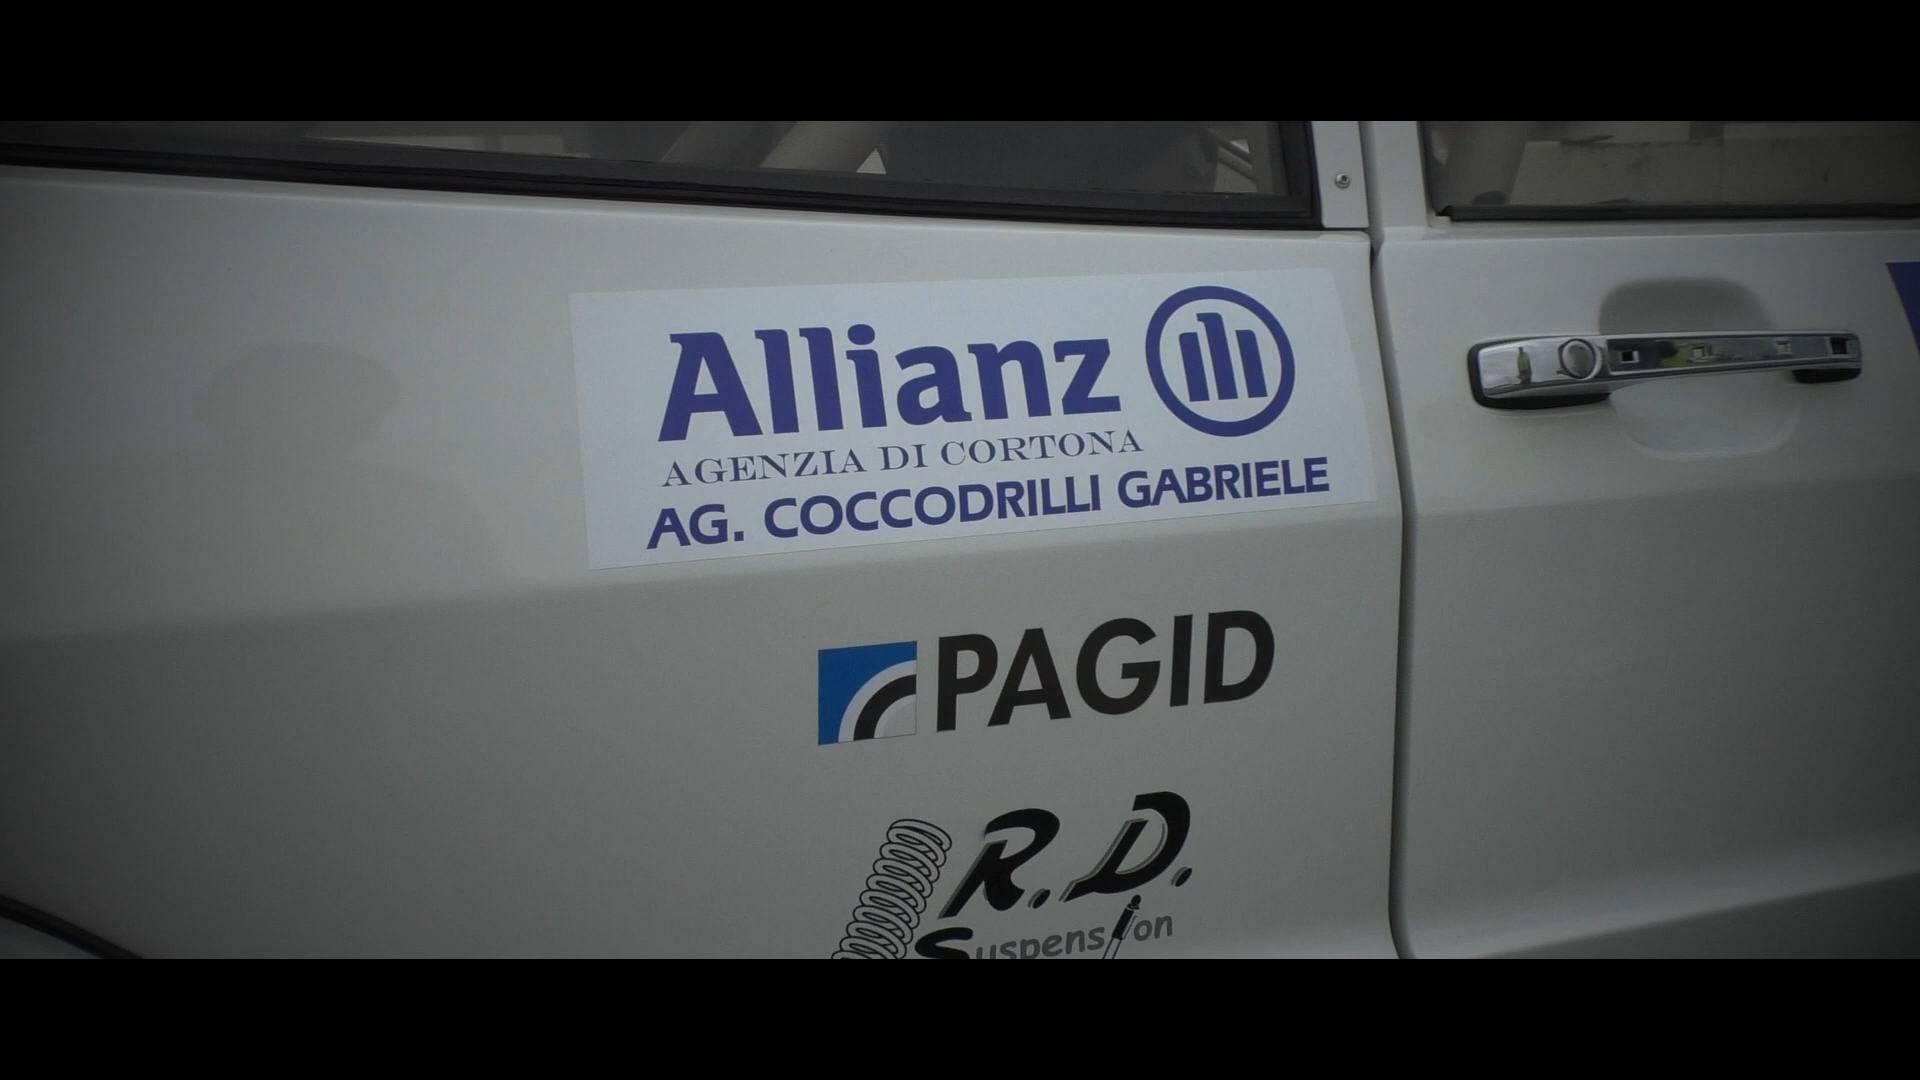 Allianz
AGENZIA DI CORTONA
AG. COCCODRILLI GABRIELE
PAGID
R.D.
Suspension